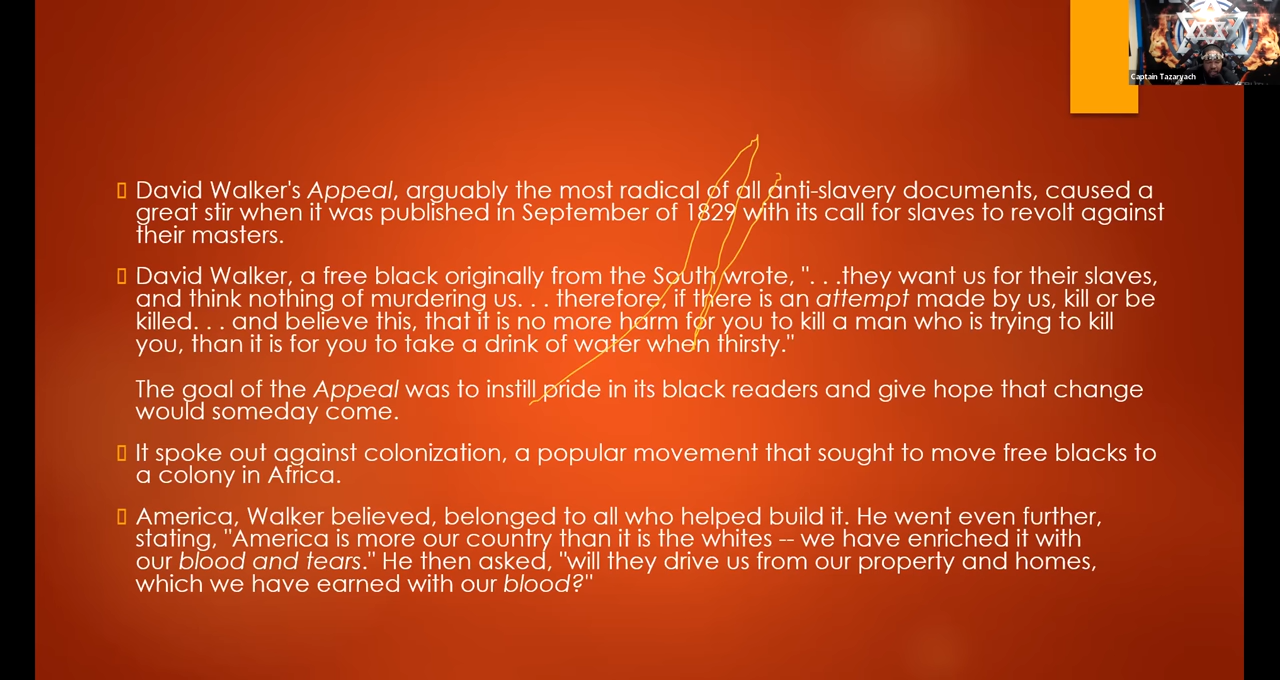 Captain Tazaryach
David Walker's Appeal, arguably the most radical of all anti-slavery documents, caused a
great stir when it was published in September of 1829 with its call for slaves to revolt against
their masters.
David Walker, a free black originally from the South wrote, ". . .they want us for their slaves,
and think nothing of murdering us. . . therefore, if there is an attempt made by us, kill or be
killed. . . and believe this, that it is no more harm for you to kill a man who is trying to kill
you, than it is for you to take a drink of water when thirsty."
The goal of the Appeal was to instill pride in its black readers and give hope that change
would someday come.
It spoke out against colonization, a popular movement that sought to move free blacks to
a colony in Africa.
America, Walker believed, belonged to all who helped build it. He went even further,
stating, "America is more our country than it is the whites -- we have enriched it with
our blood and tears." He then asked, "will they drive us from our property and homes,
which we have earned with our blood?"